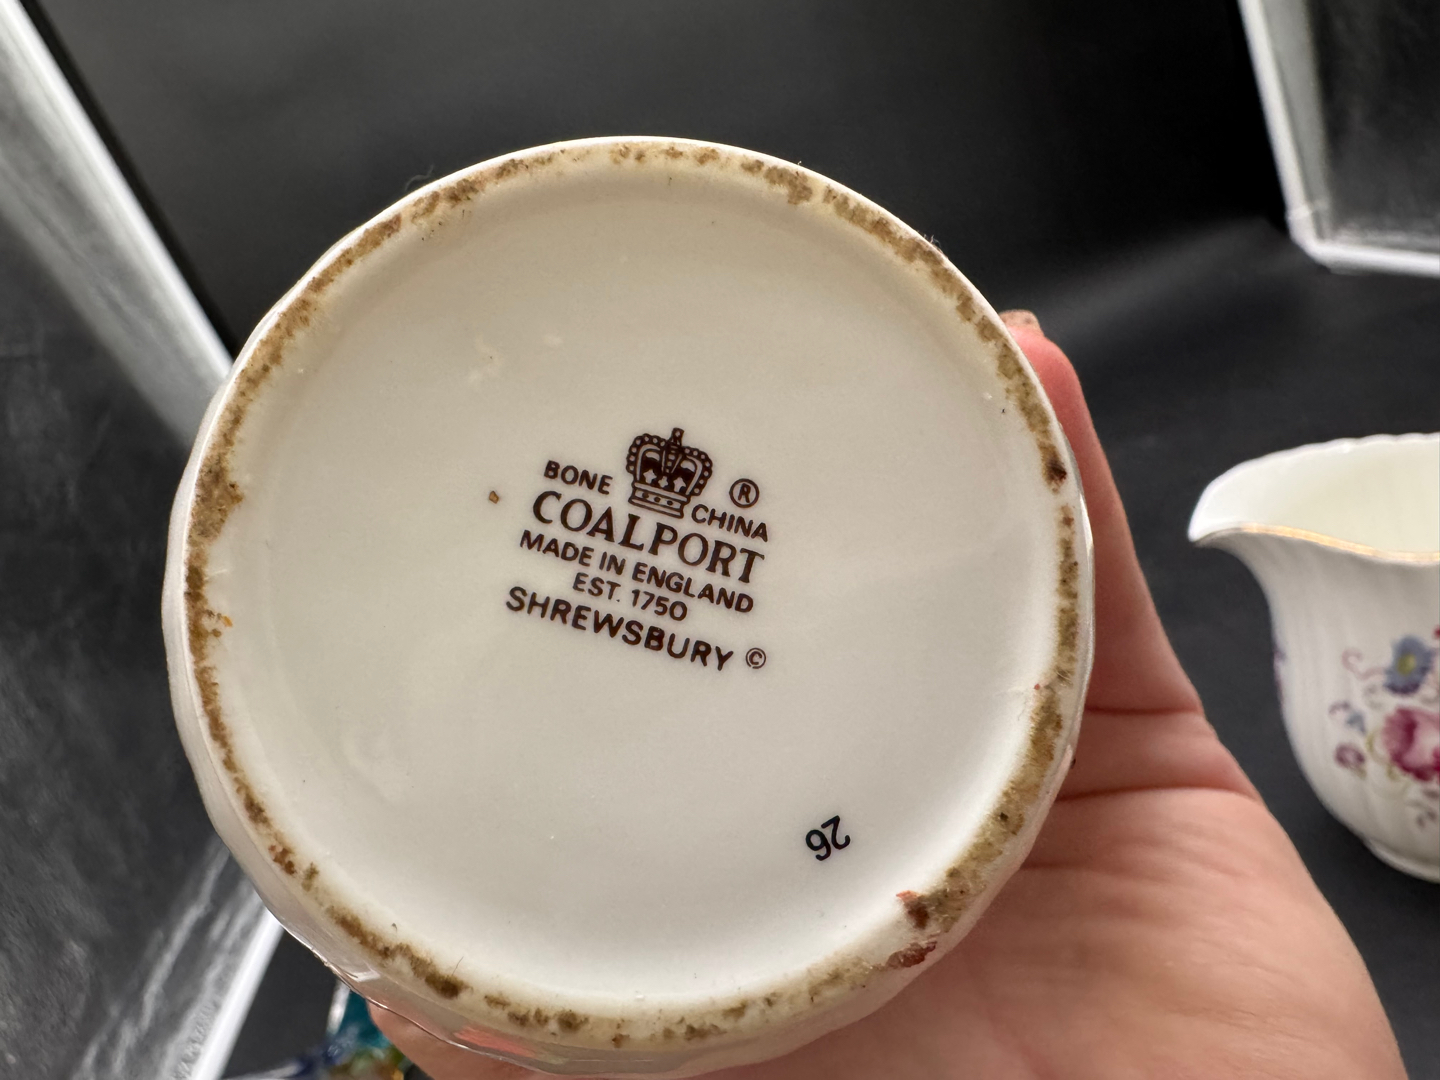 BONE CHINA ®
COALPORT
MADE IN ENGLAND
EST. 1750
SHREWSBURY ©
26